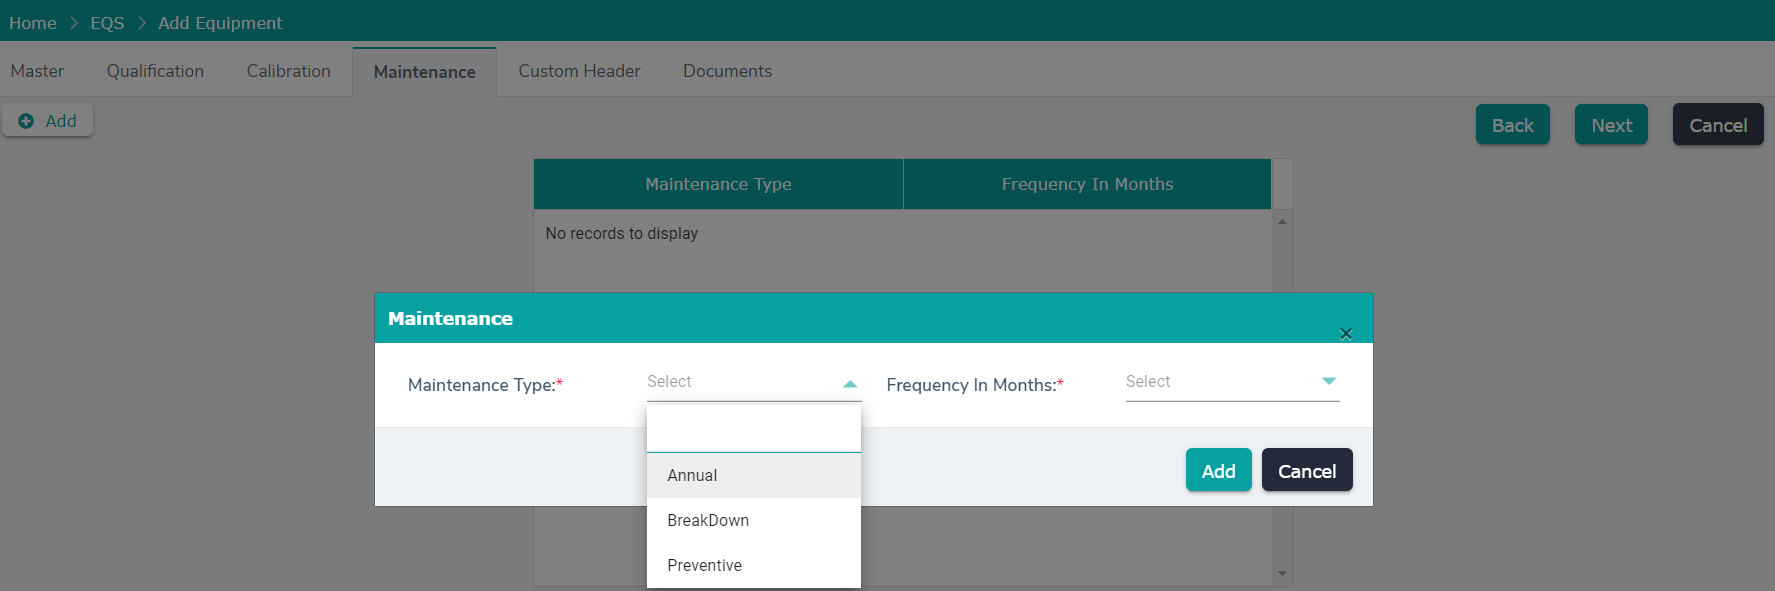 Home > EQS > Add Equipment
Master Qualification Calibration Maintenance Custom Header Documents
Add Back Next Cancel
Maintenance Type Frequency In Months
No records to display
Maintenance
×
Maintenance Type:* Select Frequency In Months:* Select
Annual
Add Cancel
BreakDown
Preventive